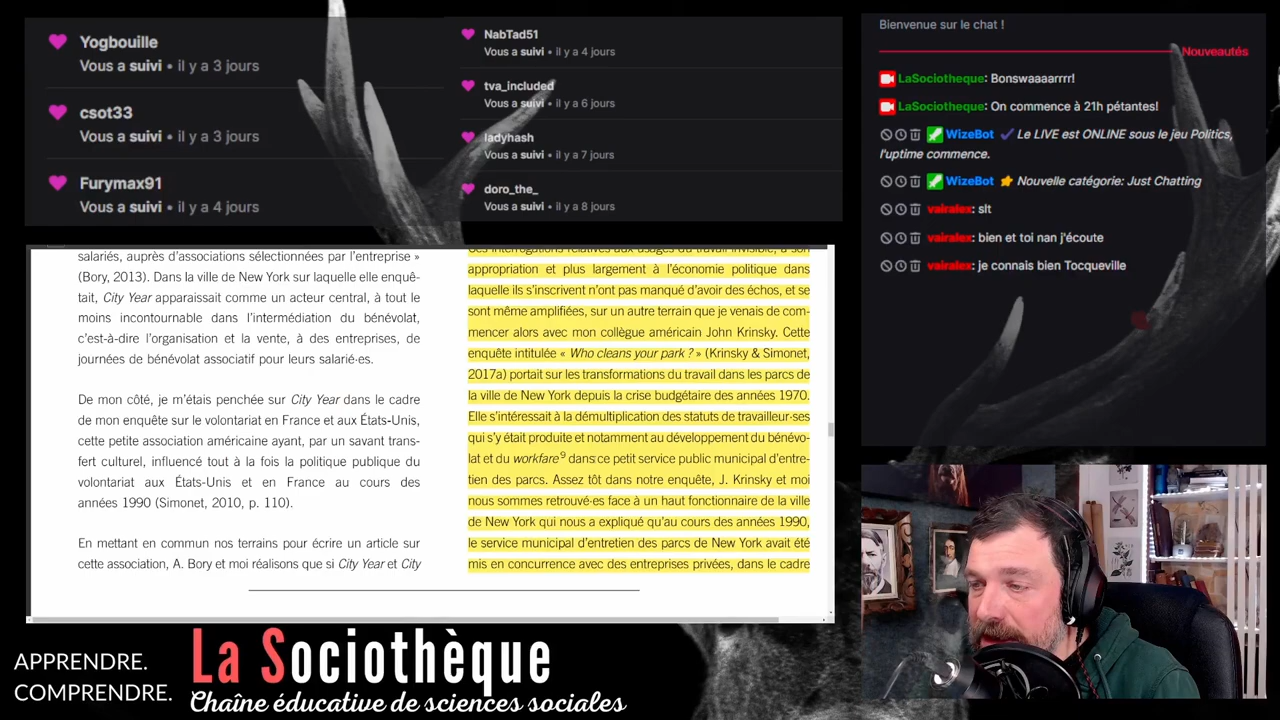 Yogbouille
Vous a suivi • il y a 3 jours
csot33
Vous a suivi • il y a 3 jours
Furymax91
Vous a suivi • il y a 4 jours
NabTad51
Vous a suivi • il y a 4 jours
tva_included
Vous a suivi • il y a 6 jours
ladyhash
Vous a suivi • il y a 7 jours
doro_the_
Vous a suivi • il y a 8 jours
Bienvenue sur le chat !
Nouveautés
LaSociotheque: Bonswaaaarrrr!
LaSociotheque: On commence à 21h pétantes!
WizeBot Le LIVE est ONLINE sous le jeu Politics,
l'uptime commence.
WizeBot Nouvelle catégorie: Just Chatting
vairalex: slt
vairalex: bien et toi nan j'écoute
vairalex: je connais bien Tocqueville
salariés, auprès d'associations sélectionnées par l'entreprise »
(Bory, 2013). Dans la ville de New York sur laquelle elle enquê-
tait, City Year apparaissait comme un acteur central, à tout le
moins incontournable dans l'intermédiation du bénévolat,
c'est-à-dire l'organisation et la vente, à des entreprises, de
journées de bénévolat associatif pour leurs salarié·es.
De mon côté, je m'étais penchée sur City Year dans le cadre
de mon enquête sur le volontariat en France et aux États-Unis,
cette petite association américaine ayant, par un savant trans-
fert culturel, influencé tout à la fois la politique publique du
volontariat aux États-Unis et en France au cours des
années 1990 (Simonet, 2010, p. 110).
En mettant en commun nos terrains pour écrire un article sur
cette association, A. Bory et moi réalisons que si City Year et City
Ces interrogations relatives aux usages du travail invisible, à son
appropriation et plus largement à l'économie politique dans
laquelle ils s'inscrivent n'ont pas manqué d'avoir des échos, et se
sont même amplifiées, sur un autre terrain que je venais de com-
mencer alors avec mon collègue américain John Krinsky. Cette
enquête intitulée « Who cleans your park ? » (Krinsky & Simonet,
2017a) portait sur les transformations du travail dans les parcs de
la ville de New York depuis la crise budgétaire des années 1970.
Elle s'intéressait à la démultiplication des statuts de travailleur·ses
qui s'y était produite et notamment au développement du bénévo-
lat et du workfare9 dans ce petit service public municipal d'entre-
tien des parcs. Assez tôt dans notre enquête, J. Krinsky et moi
nous sommes retrouvé·es face à un haut fonctionnaire de la ville
de New York qui nous a expliqué qu'au cours des années 1990,
le service municipal d'entretien des parcs de New York avait été
mis en concurrence avec des entreprises privées, dans le cadre
APPRENDRE.
COMPRENDRE.
La Sociothèque
Chaîne éducative de sciences sociales